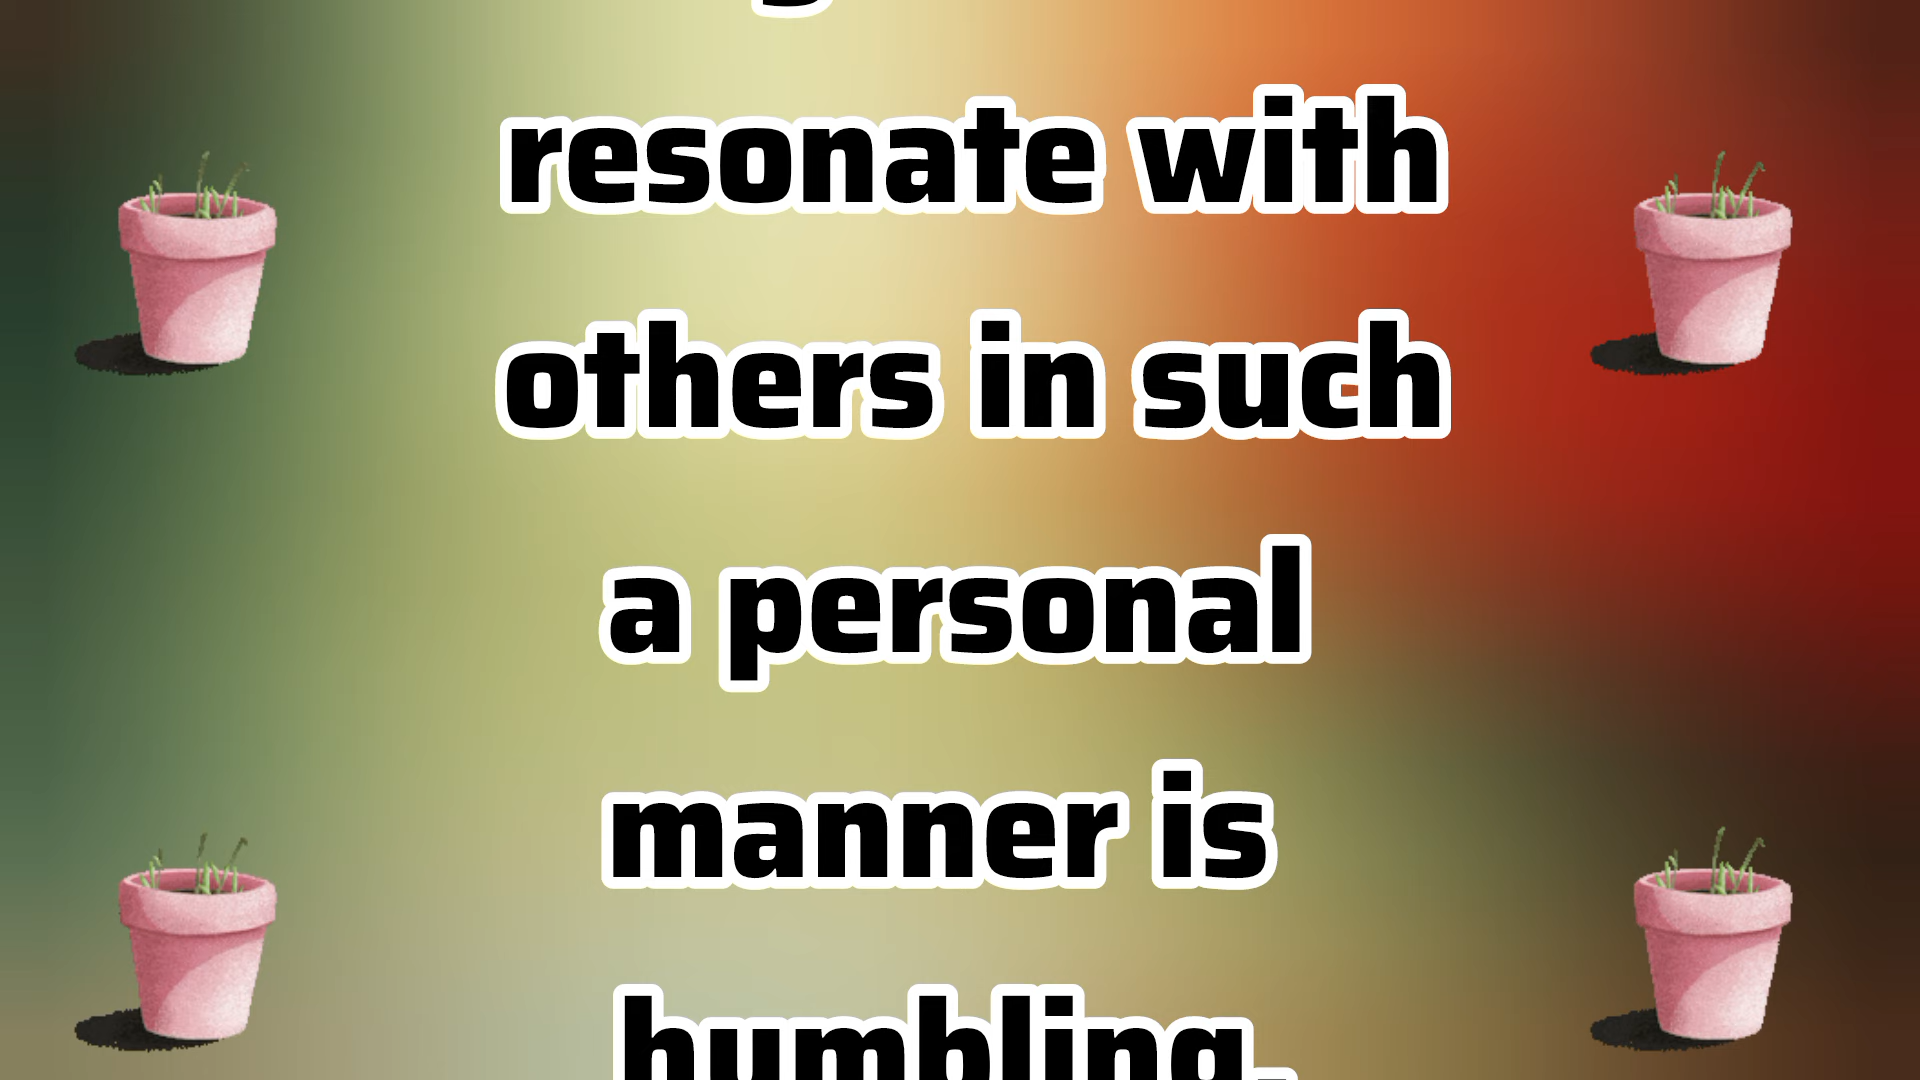 resonate with
others in such
a personal
manner is
humbling.